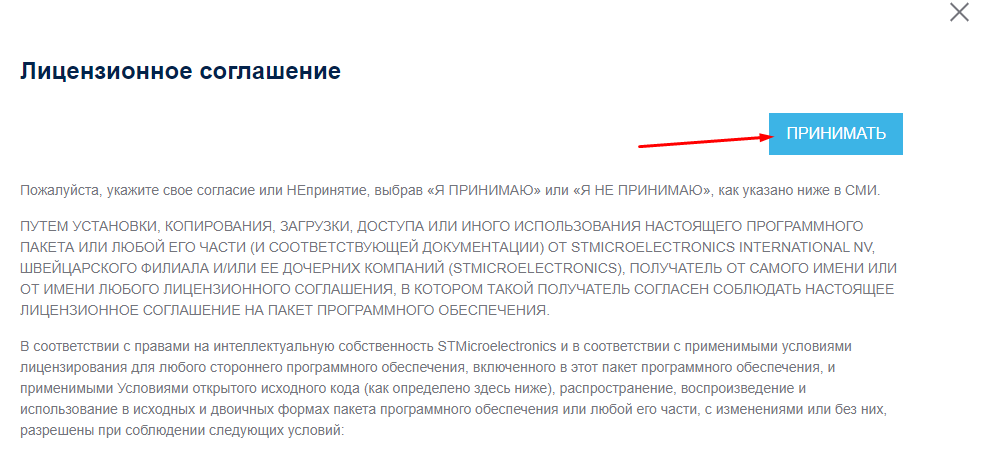 Лицензионное соглашение
ПРИНИМАТЬ
Пожалуйста, укажите свое согласие или НЕпринятие, выбрав «Я ПРИНИМАЮ» или «Я НЕ ПРИНИМАЮ», как указано ниже в СМИ.
ПУТЕМ УСТАНОВКИ, КОПИРОВАНИЯ, ЗАГРУЗКИ, ДОСТУПА ИЛИ ИНОГО ИСПОЛЬЗОВАНИЯ НАСТОЯЩЕГО ПРОГРАММНОГО
ПАКЕТА ИЛИ ЛЮБОЙ ЕГО ЧАСТИ (И СООТВЕТСТВУЮЩЕЙ ДОКУМЕНТАЦИИ) ОТ STMICROELECTRONICS INTERNATIONAL NV,
ШВЕЙЦАРСКОГО ФИЛИАЛА И/ИЛИ ЕЕ ДОЧЕРНИХ КОМПАНИЙ (STMICROELECTRONICS), ПОЛУЧАТЕЛЬ ОТ САМОГО ИМЕНИ ИЛИ
ОТ ИМЕНИ ЛЮБОГО ЛИЦЕНЗИОННОГО СОГЛАШЕНИЯ, В КОТОРОМ ТАКОЙ ПОЛУЧАТЕЛЬ СОГЛАСЕН СОБЛЮДАТЬ НАСТОЯЩЕЕ
ЛИЦЕНЗИОННОЕ СОГЛАШЕНИЕ НА ПАКЕТ ПРОГРАММНОГО ОБЕСПЕЧЕНИЯ.
В соответствии с правами на интеллектуальную собственность STMicroelectronics и в соответствии с применимыми условиями
лицензирования для любого стороннего программного обеспечения, включенного в этот пакет программного обеспечения, и
применимыми Условиями открытого исходного кода (как определено здесь ниже), распространение, воспроизведение и
использование в исходных и двоичных формах пакета программного обеспечения или любой его части, с изменениями или без них,
разрешены при соблюдении следующих условий: